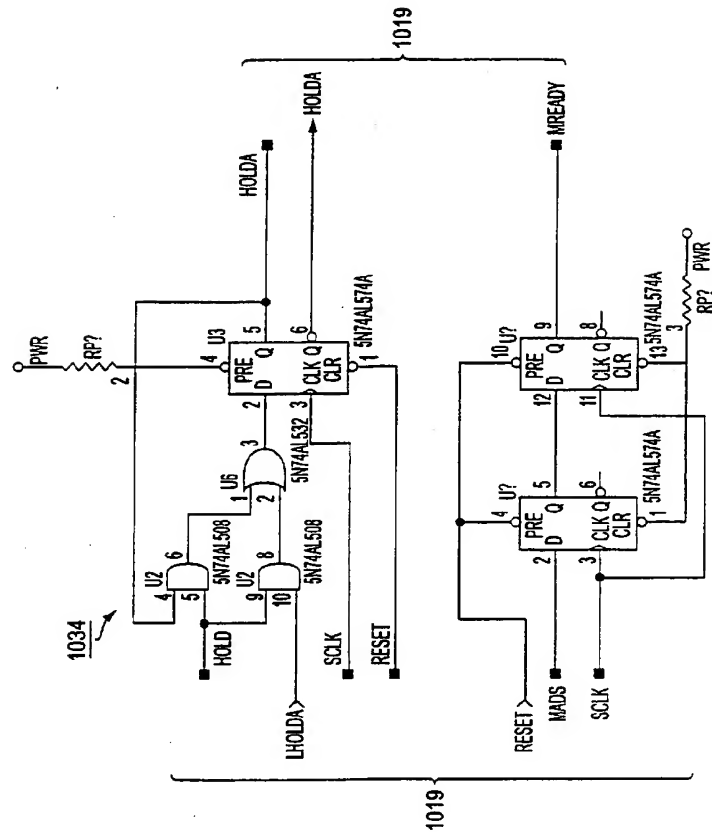 1034
PWR
RP?
2
4
U3
PRE
D
Q
CLK
Q
CLR
2
3
5
6
1
5N74AL574A
HOLDA
HOLDA
1019
U2
4
5
6
5N74AL508
U2
9
10
8
5N74AL508
U6
1
2
3
5N74AL532
HOLD
LHOLDA
SCLK
RESET
RESET
MADS
SCLK
U?
4
PRE
D
Q
CLK
Q
CLR
2
3
5
6
1
5N74AL574A
U?
10
PRE
D
Q
CLK
Q
CLR
12
11
9
8
13
5N74AL574A
MREADY
3
RP?
PWR
1019